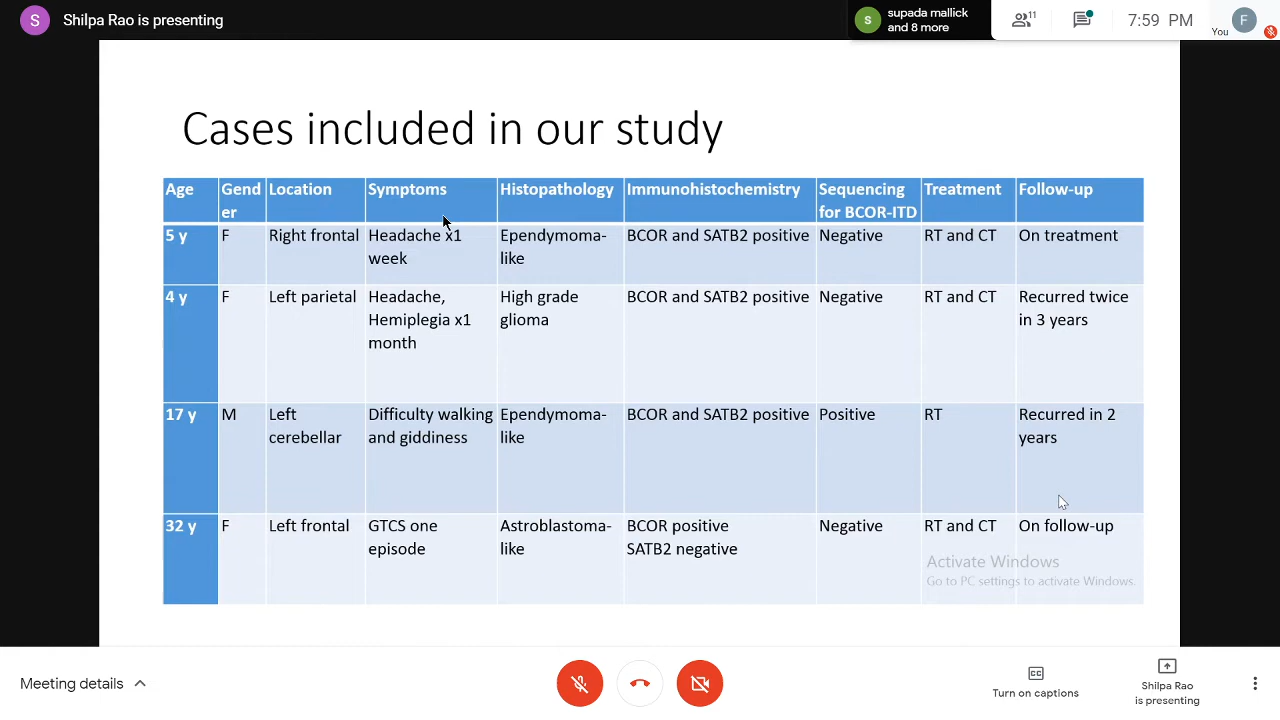 S Shilpa Rao is presenting
s supada mallick
and 8 more
11
7:59 PM
You F
Cases included in our study
Age Gend Location Symptoms Histopathology Immunohistochemistry Sequencing Treatment Follow-up
er for BCOR-ITD
5 y F Right frontal Headache x1 Ependymoma- BCOR and SATB2 positive Negative RT and CT On treatment
week like
4 y F Left parietal Headache, High grade BCOR and SATB2 positive Negative RT and CT Recurred twice
Hemiplegia x1 glioma in 3 years
month
17 y M Left Difficulty walking Ependymoma- BCOR and SATB2 positive Positive RT Recurred in 2
cerebellar and giddiness like years
32 y F Left frontal GTCS one Astroblastoma- BCOR positive Negative RT and CT On follow-up
episode like SATB2 negative
Activate Windows
Go to PC settings to activate Windows.
Meeting details
CC
Turn on captions
Shilpa Rao
is presenting